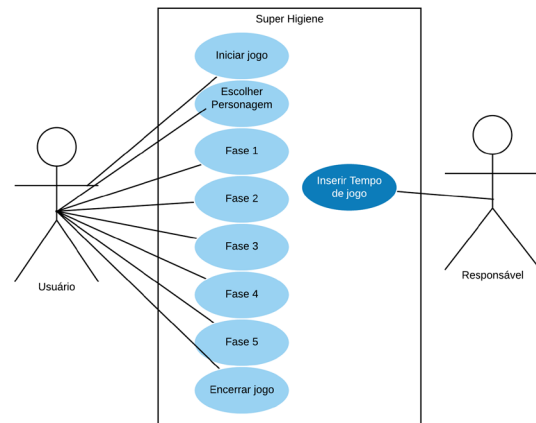 Super Higiene
Iniciar jogo
Escolher
Personagem
Fase 1
Inserir Tempo
de jogo
Fase 2
Fase 3
Usuário
Responsável
Fase 4
Fase 5
Encerrar jogo